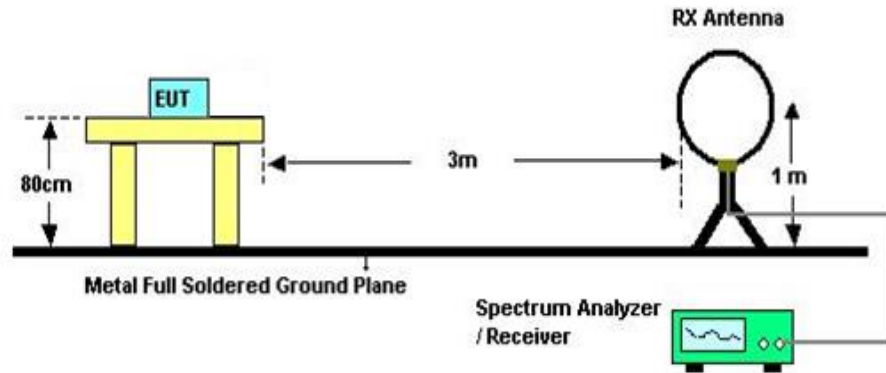 RX Antenna
EUT
3m
80cm
1 m
Metal Full Soldered Ground Plane
Spectrum Analyzer
/ Receiver